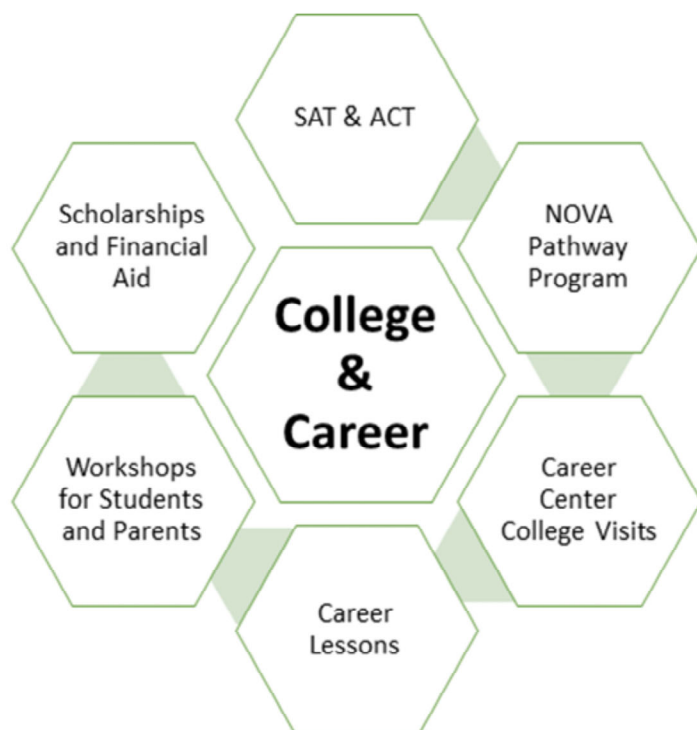 SAT & ACT
NOVA
Pathway
Program
Career
Center
College Visits
Career
Lessons
Workshops
for Students
and Parents
Scholarships
and Financial
Aid
College
&
Career